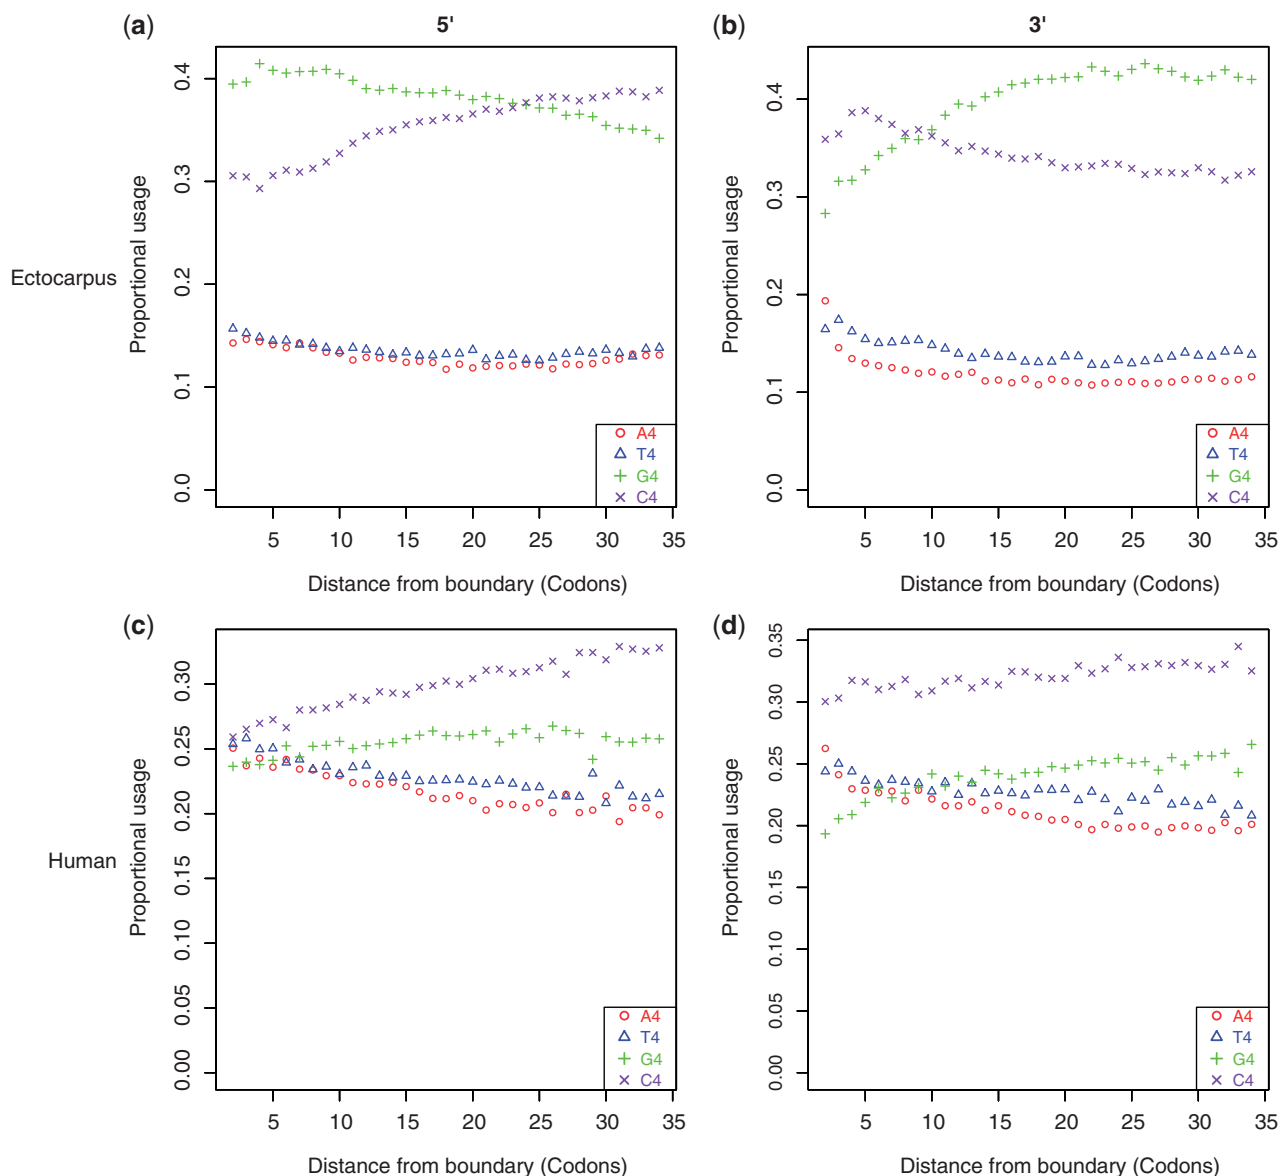 (a)
5'
Proportional usage
0.0 0.1 0.2 0.3 0.4
A4
T4
G4
C4
5 10 15 20 25 30 35
Distance from boundary (Codons)
(b)
3'
Proportional usage
0.0 0.1 0.2 0.3 0.4
A4
T4
G4
C4
5 10 15 20 25 30 35
Distance from boundary (Codons)
Ectocarpus
(c)
Proportional usage
0.00 0.05 0.10 0.15 0.20 0.25 0.30
A4
T4
G4
C4
5 10 15 20 25 30 35
Distance from boundary (Codons)
(d)
Proportional usage
0.00 0.05 0.10 0.15 0.20 0.25 0.30 0.35
A4
T4
G4
C4
5 10 15 20 25 30 35
Distance from boundary (Codons)
Human